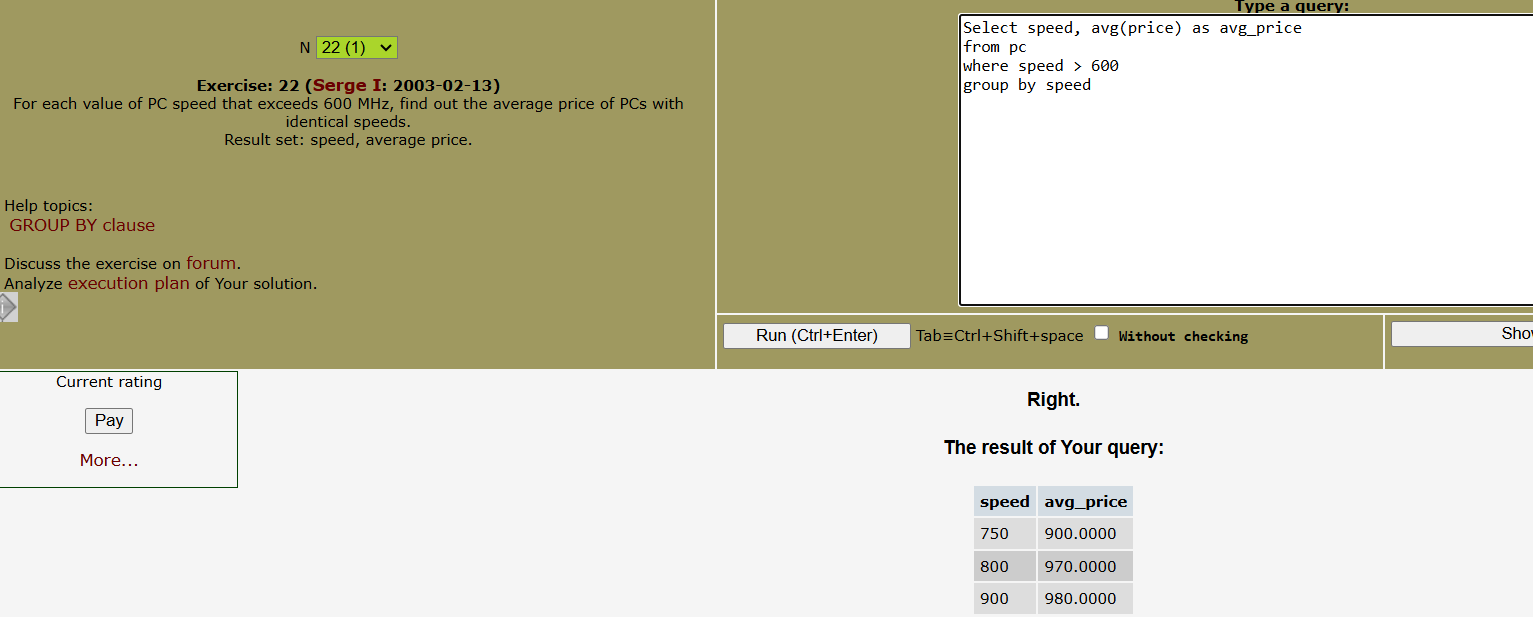 N 22 (1)
Exercise: 22 (Serge I: 2003-02-13)
For each value of PC speed that exceeds 600 MHz, find out the average price of PCs with
identical speeds.
Result set: speed, average price.
Help topics:
GROUP BY clause
Discuss the exercise on forum.
Analyze execution plan of Your solution.
Type a query:
Select speed, avg(price) as avg_price
from pc
where speed > 600
group by speed
Run (Ctrl+Enter) Tab≡Ctrl+Shift+space Without checking
Current rating
Pay
More...
Right.
The result of Your query:
speed avg_price
750 900.0000
800 970.0000
900 980.0000